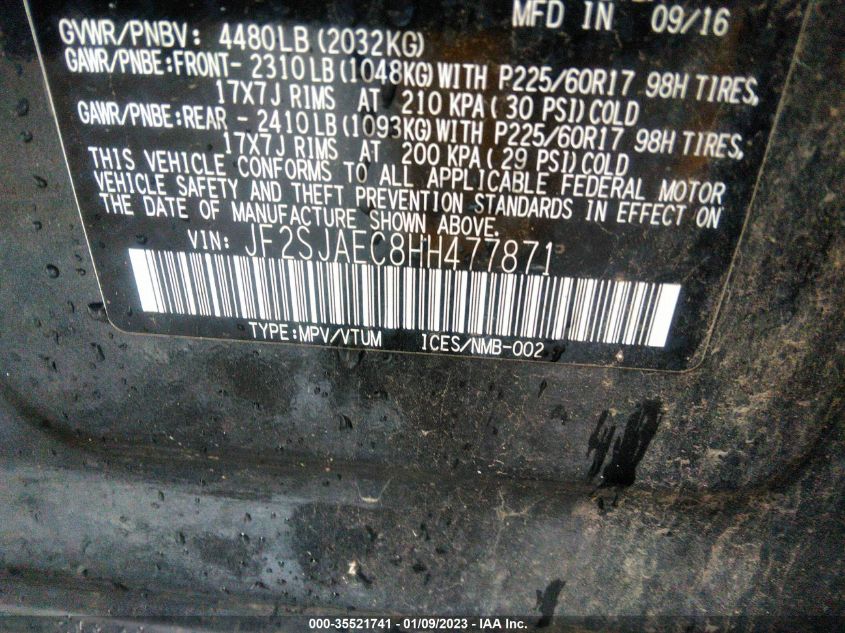 MFD IN 09/16
GVWR/PNBV: 4480LB(2032KG)
GAWR/PNBE:FRONT- 2310LB(1048KG)WITH P225/60R17 98H TIRES,
17X7J RIMS AT 210 KPA( 30 PSI)COLD
GAWR/PNBE:REAR - 2410LB(1093KG)WITH P225/60R17 98H TIRES,
17X7J RIMS AT 200 KPA( 29 PSI)COLD
THIS VEHICLE CONFORMS TO ALL APPLICABLE FEDERAL MOTOR
VEHICLE SAFETY AND THEFT PREVENTION STANDARDS IN EFFECT ON
THE DATE OF MANUFACTURE SHOWN ABOVE.
VIN: JF2SJAEC8HH477871
TYPE:MPV/VTUM ICES/NMB-002
000-35521741 - 01/09/2023 - IAA Inc.